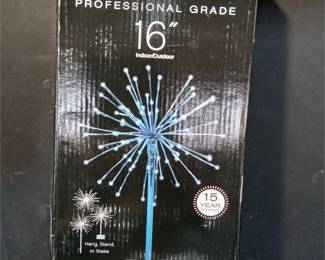 PROFESSIONAL GRADE
16"
Indoor/Outdoor
15
YEAR
Hang, Stand,
or Stake